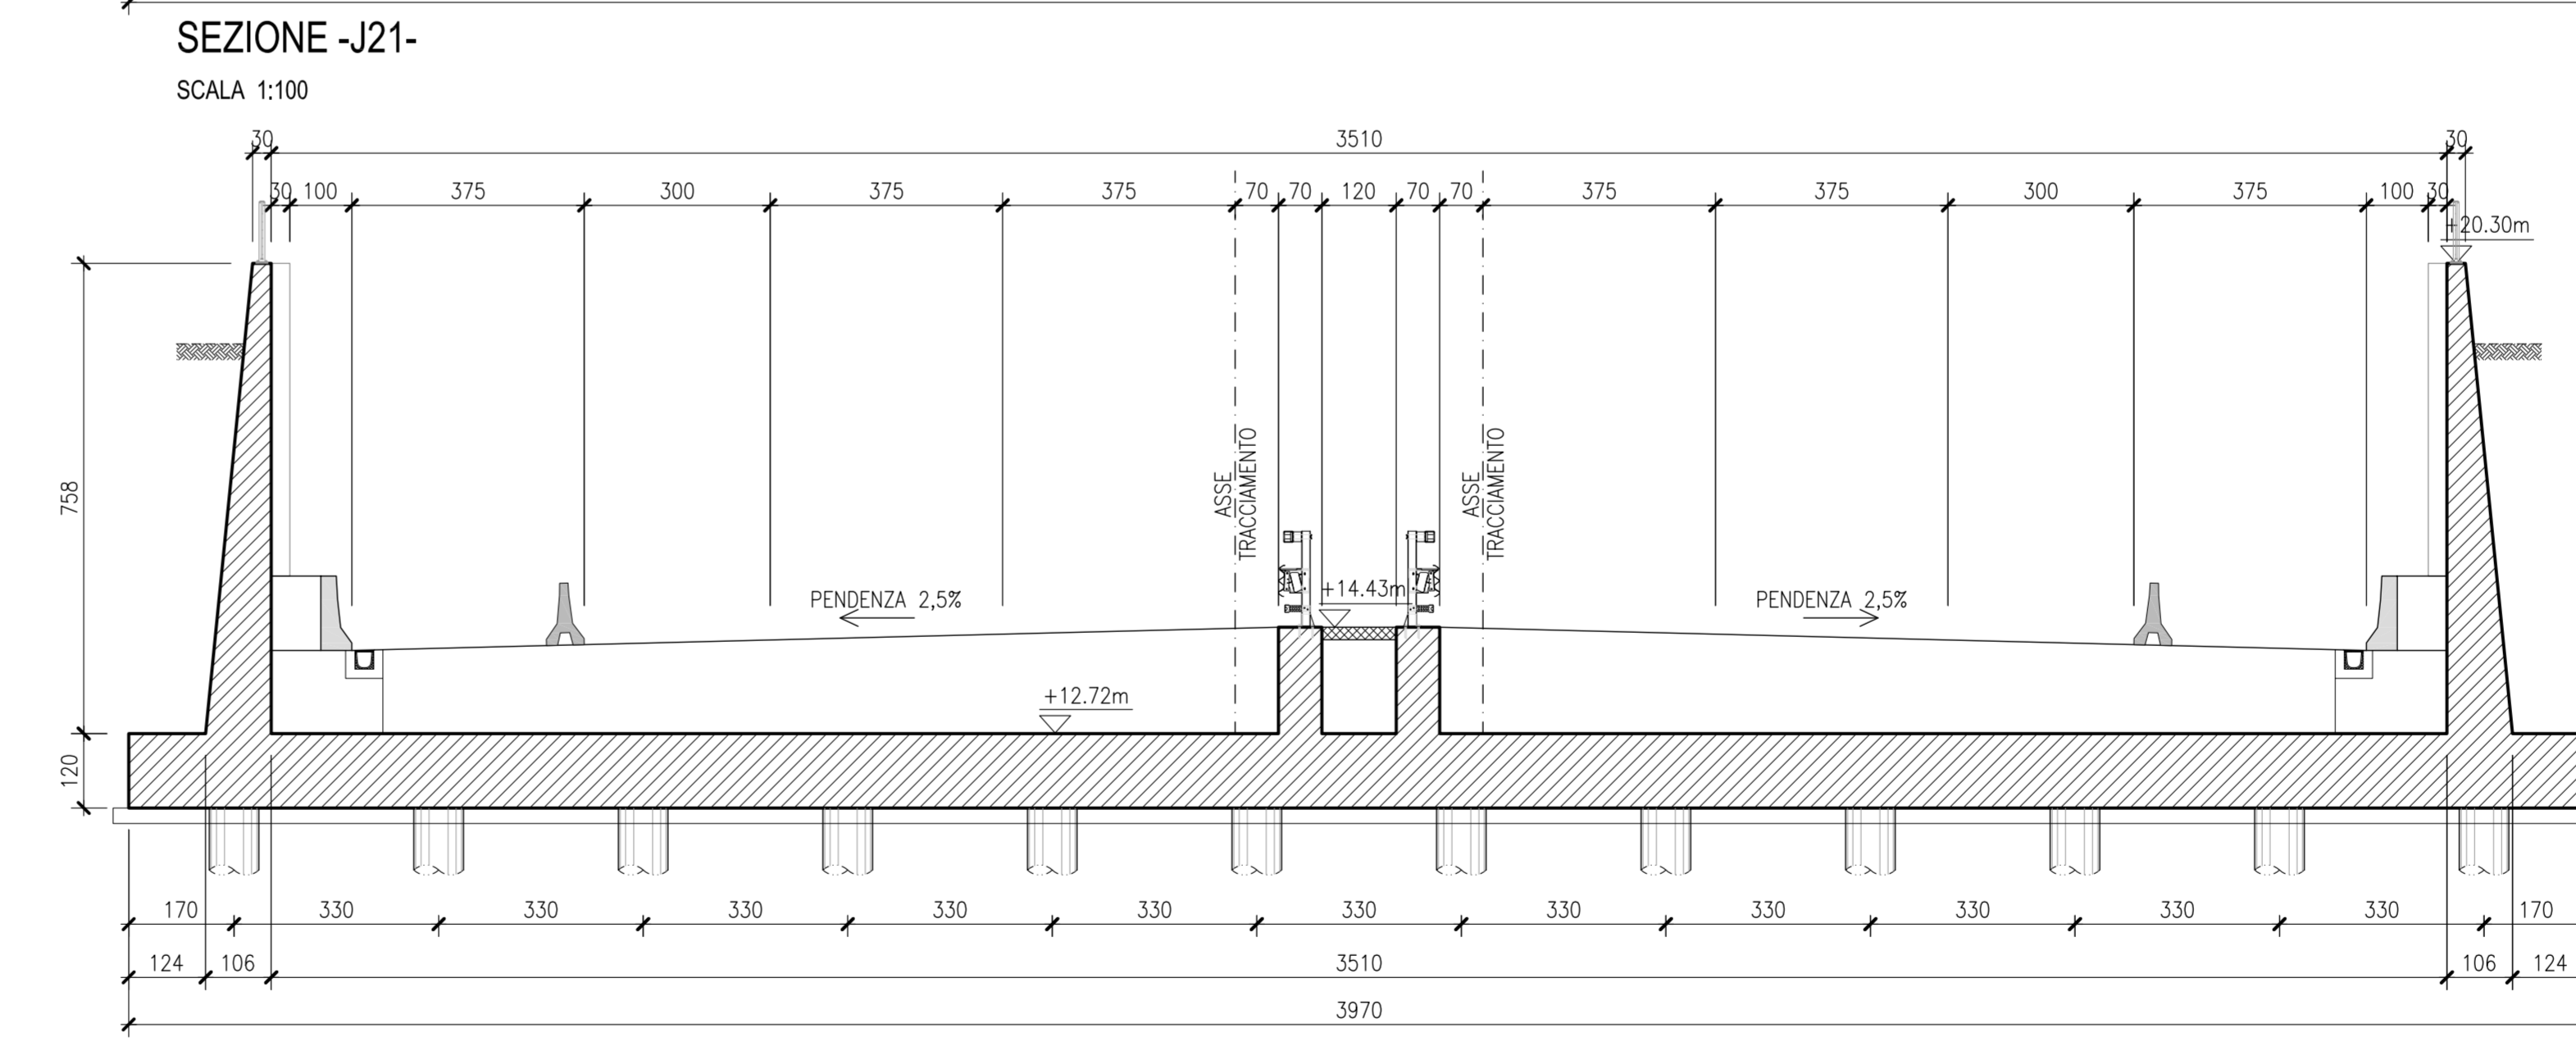 SEZIONE -J21-
SCALA 1:100
30 3510 30
30 100 375 300 375 375 70 70 120 70 70 375 375 300 375 100 30
+20.30m
758
ASSE
TRACCIAMENTO
ASSE
TRACCIAMENTO
PENDENZA 2,5%
+14.43m
PENDENZA 2,5%
+12.72m
120
170 330 330 330 330 330 330 330 330 330 330 330 170
124 106 3510 106 124
3970